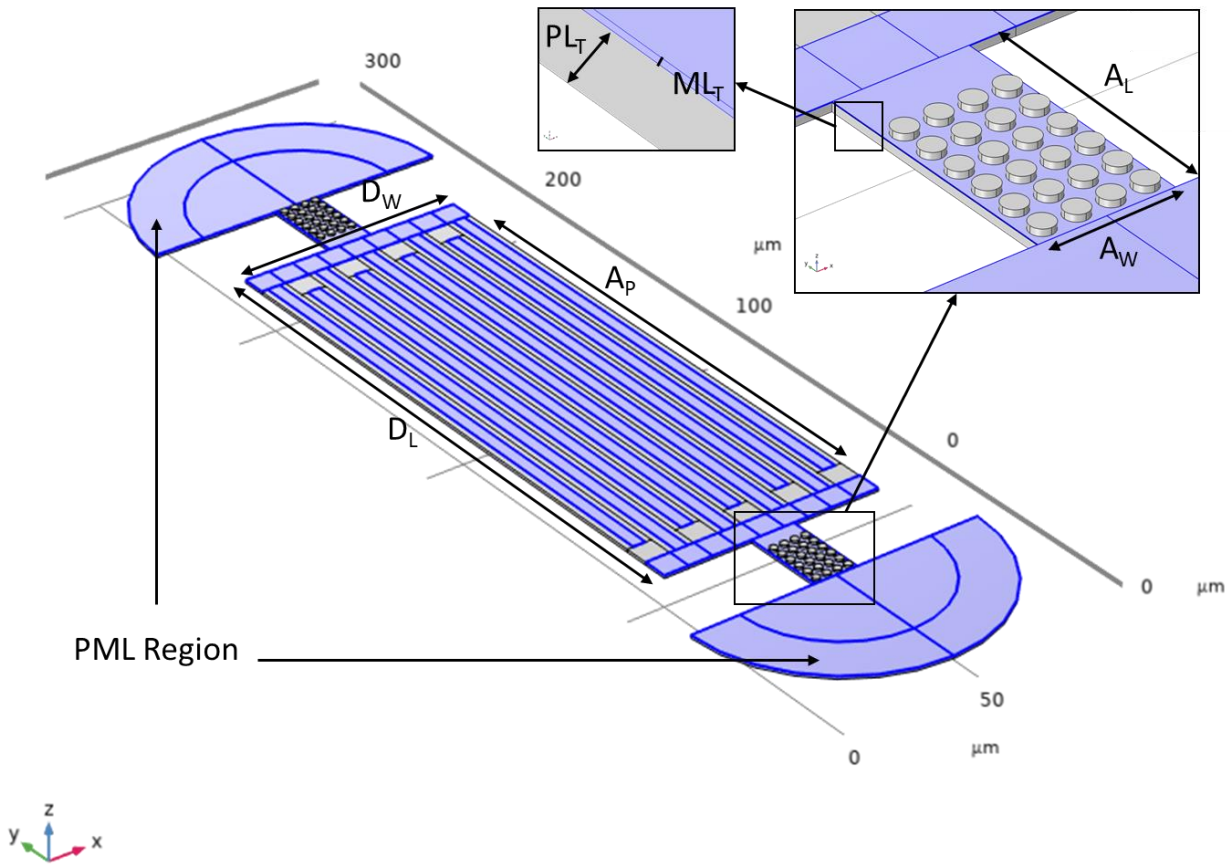 PL_T
ML_T
A_L
A_W
z
y
x
300
200
μm
100
0
0
μm
D_W
A_P
D_L
PML Region
50
μm
0
z
y
x